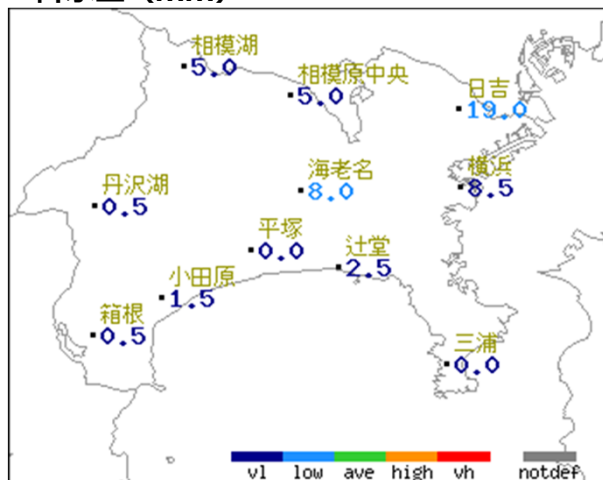 (mm)
相模湖
5.0
相模原中央
5.0
日吉
19.0
海老名
8.0
横浜
8.5
丹沢湖
0.5
平塚
0.0
辻堂
2.5
小田原
1.5
箱根
0.5
三浦
0.0
vl low ave high vh notdef